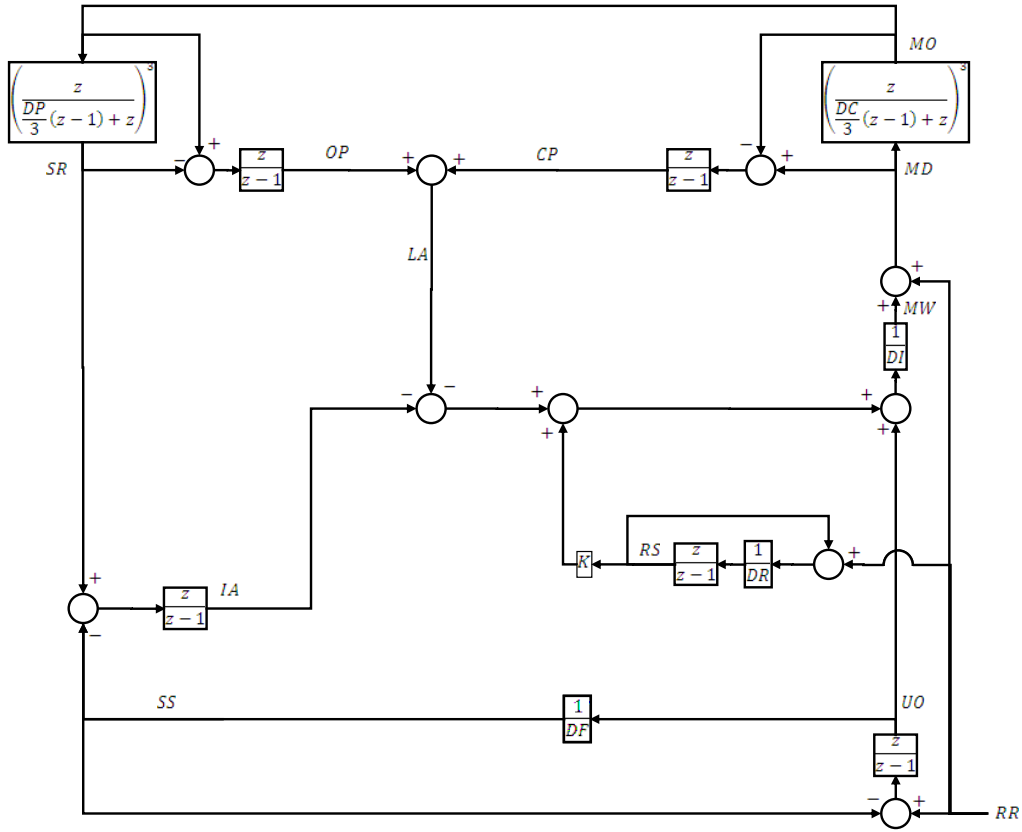 MO
(z / (DP/3 (z − 1) + z))³
(z / (DC/3 (z − 1) + z))³
SR
−
+
z / (z − 1)
OP
+
+
CP
z / (z − 1)
−
+
MD
LA
+
+
MW
1 / DI
−
−
+
+
+
+
K
RS
z / (z − 1)
1 / DR
+
+
−
z / (z − 1)
IA
SS
1 / DF
UO
z / (z − 1)
−
+
RR